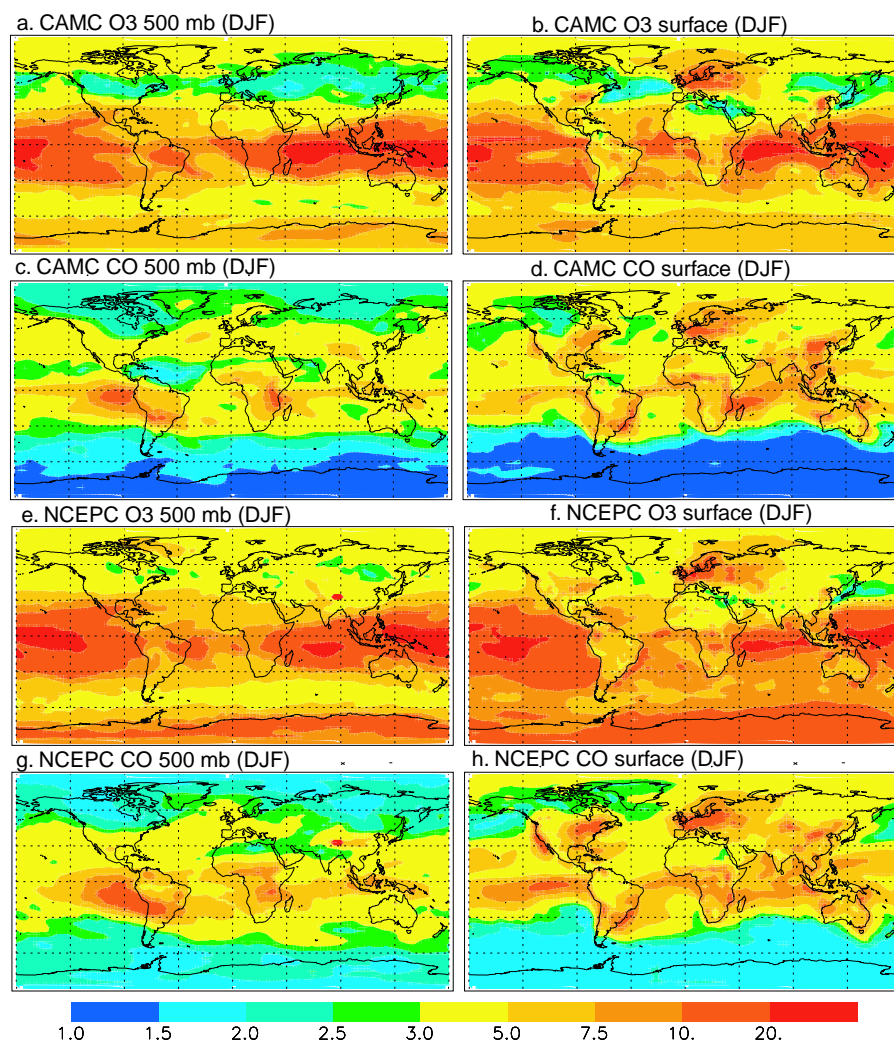 a. CAMC O3 500 mb (DJF)
b. CAMC O3 surface (DJF)
c. CAMC CO 500 mb (DJF)
d. CAMC CO surface (DJF)
e. NCEPC O3 500 mb (DJF)
f. NCEPC O3 surface (DJF)
g. NCEPC CO 500 mb (DJF)
h. NCEPC CO surface (DJF)
1.0 1.5 2.0 2.5 3.0 5.0 7.5 10. 20.